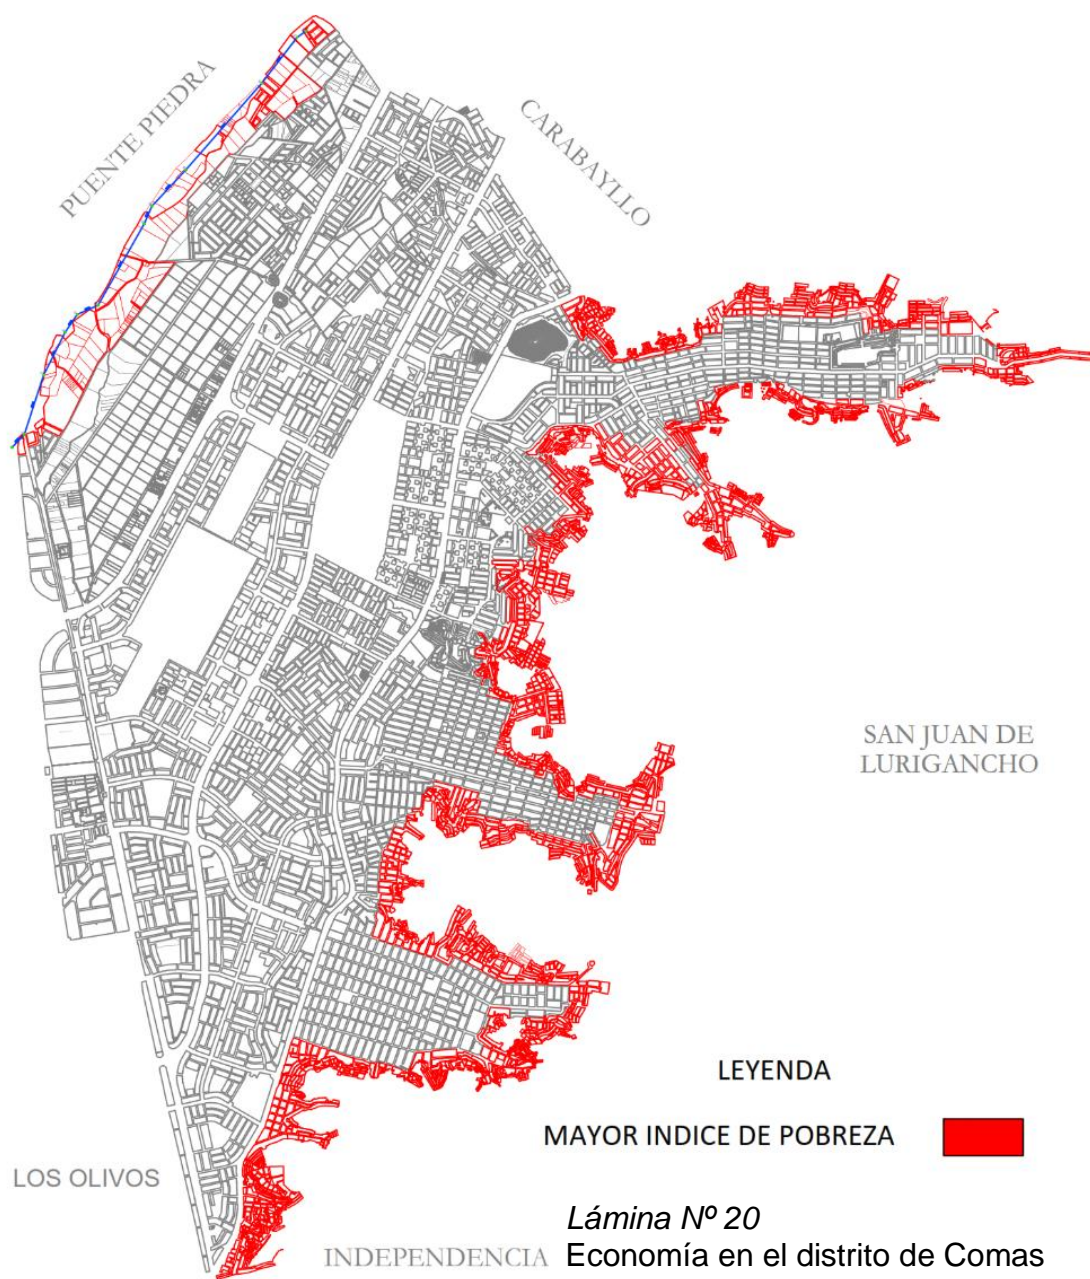 PUENTE PIEDRA
CARABAYLLO
SAN JUAN DE
LURIGANCHO
LEYENDA
MAYOR INDICE DE POBREZA
LOS OLIVOS
Lámina Nº 20
INDEPENDENCIA
Economía en el distrito de Comas